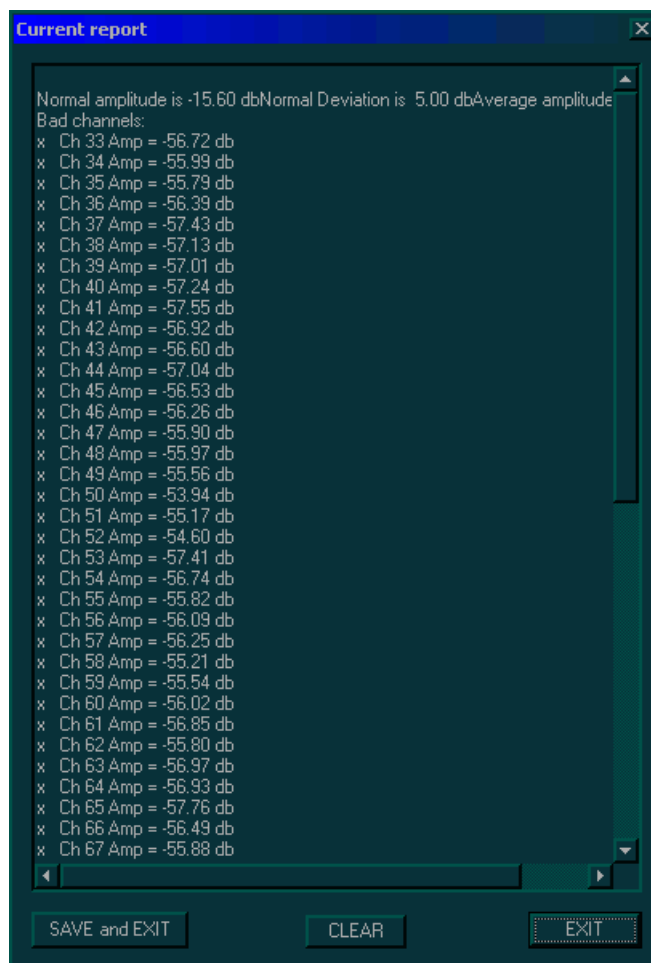 Current report
Normal amplitude is -15.60 dbNormal Deviation is 5.00 dbAverage amplitude
Bad channels:
x Ch 33 Amp = -56.72 db
x Ch 34 Amp = -55.99 db
x Ch 35 Amp = -55.79 db
x Ch 36 Amp = -56.39 db
x Ch 37 Amp = -57.43 db
x Ch 38 Amp = -57.13 db
x Ch 39 Amp = -57.01 db
x Ch 40 Amp = -57.24 db
x Ch 41 Amp = -57.55 db
x Ch 42 Amp = -56.92 db
x Ch 43 Amp = -56.60 db
x Ch 44 Amp = -57.04 db
x Ch 45 Amp = -56.53 db
x Ch 46 Amp = -56.26 db
x Ch 47 Amp = -55.90 db
x Ch 48 Amp = -55.97 db
x Ch 49 Amp = -55.56 db
x Ch 50 Amp = -53.94 db
x Ch 51 Amp = -55.17 db
x Ch 52 Amp = -54.60 db
x Ch 53 Amp = -57.41 db
x Ch 54 Amp = -56.74 db
x Ch 55 Amp = -55.82 db
x Ch 56 Amp = -56.09 db
x Ch 57 Amp = -56.25 db
x Ch 58 Amp = -55.21 db
x Ch 59 Amp = -55.54 db
x Ch 60 Amp = -56.02 db
x Ch 61 Amp = -56.85 db
x Ch 62 Amp = -55.80 db
x Ch 63 Amp = -56.97 db
x Ch 64 Amp = -56.93 db
x Ch 65 Amp = -57.76 db
x Ch 66 Amp = -56.49 db
x Ch 67 Amp = -55.88 db
SAVE and EXIT CLEAR EXIT